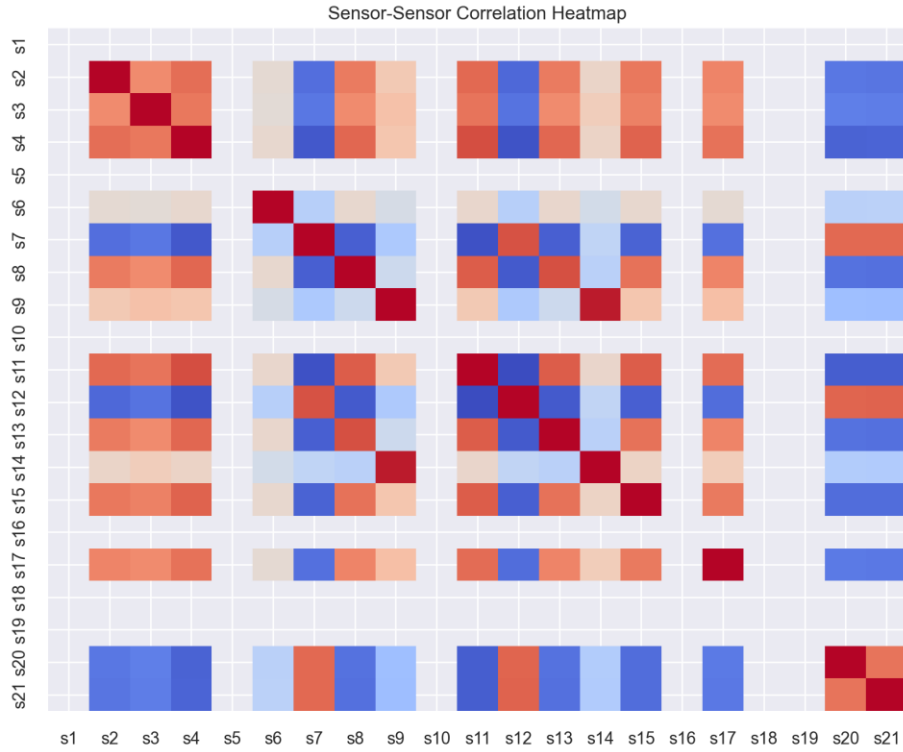 Sensor-Sensor Correlation Heatmap
s1
s2
s3
s4
s5
s6
s7
s8
s9
s10
s11
s12
s13
s14
s15
s16
s17
s18
s19
s20
s21
s1 s2 s3 s4 s5 s6 s7 s8 s9 s10 s11 s12 s13 s14 s15 s16 s17 s18 s19 s20 s21